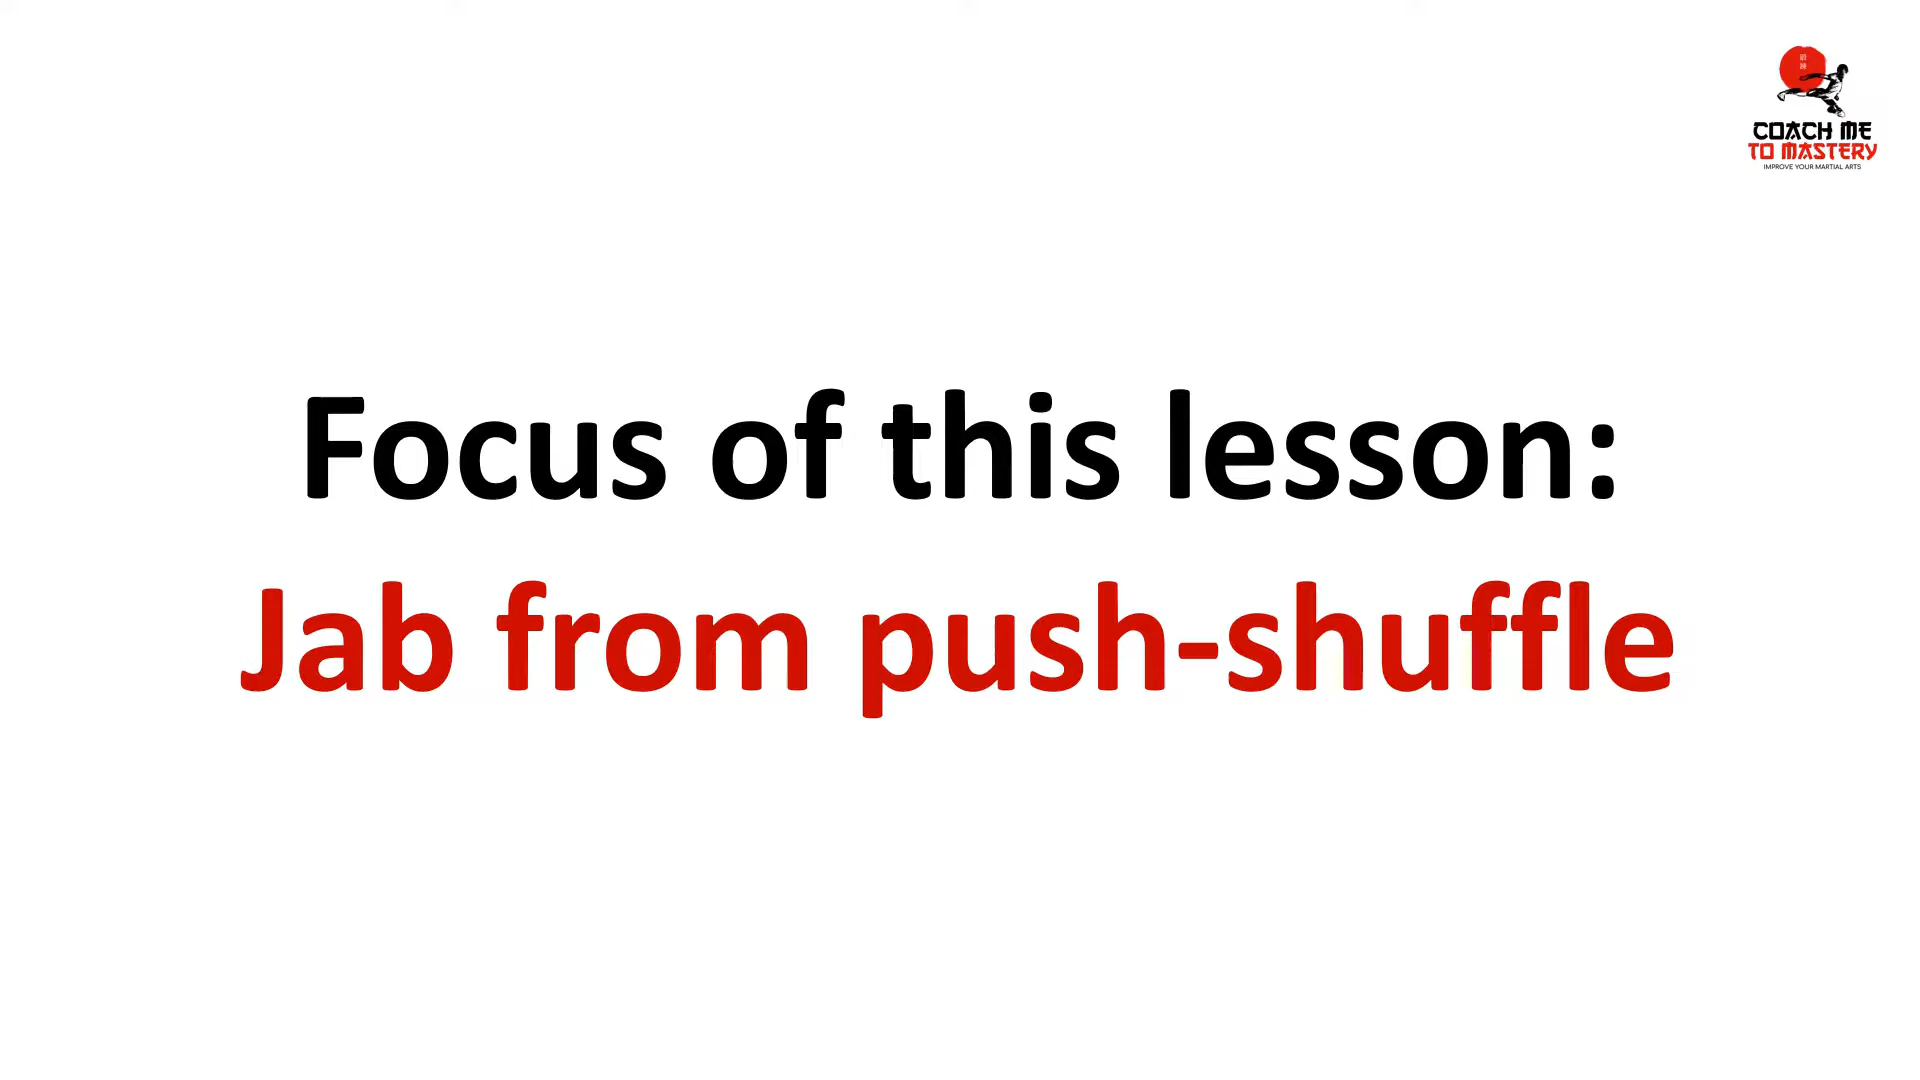 COACH ME
TO MASTERY
IMPROVE YOUR MARTIAL ARTS
Focus of this lesson:
Jab from push-shuffle